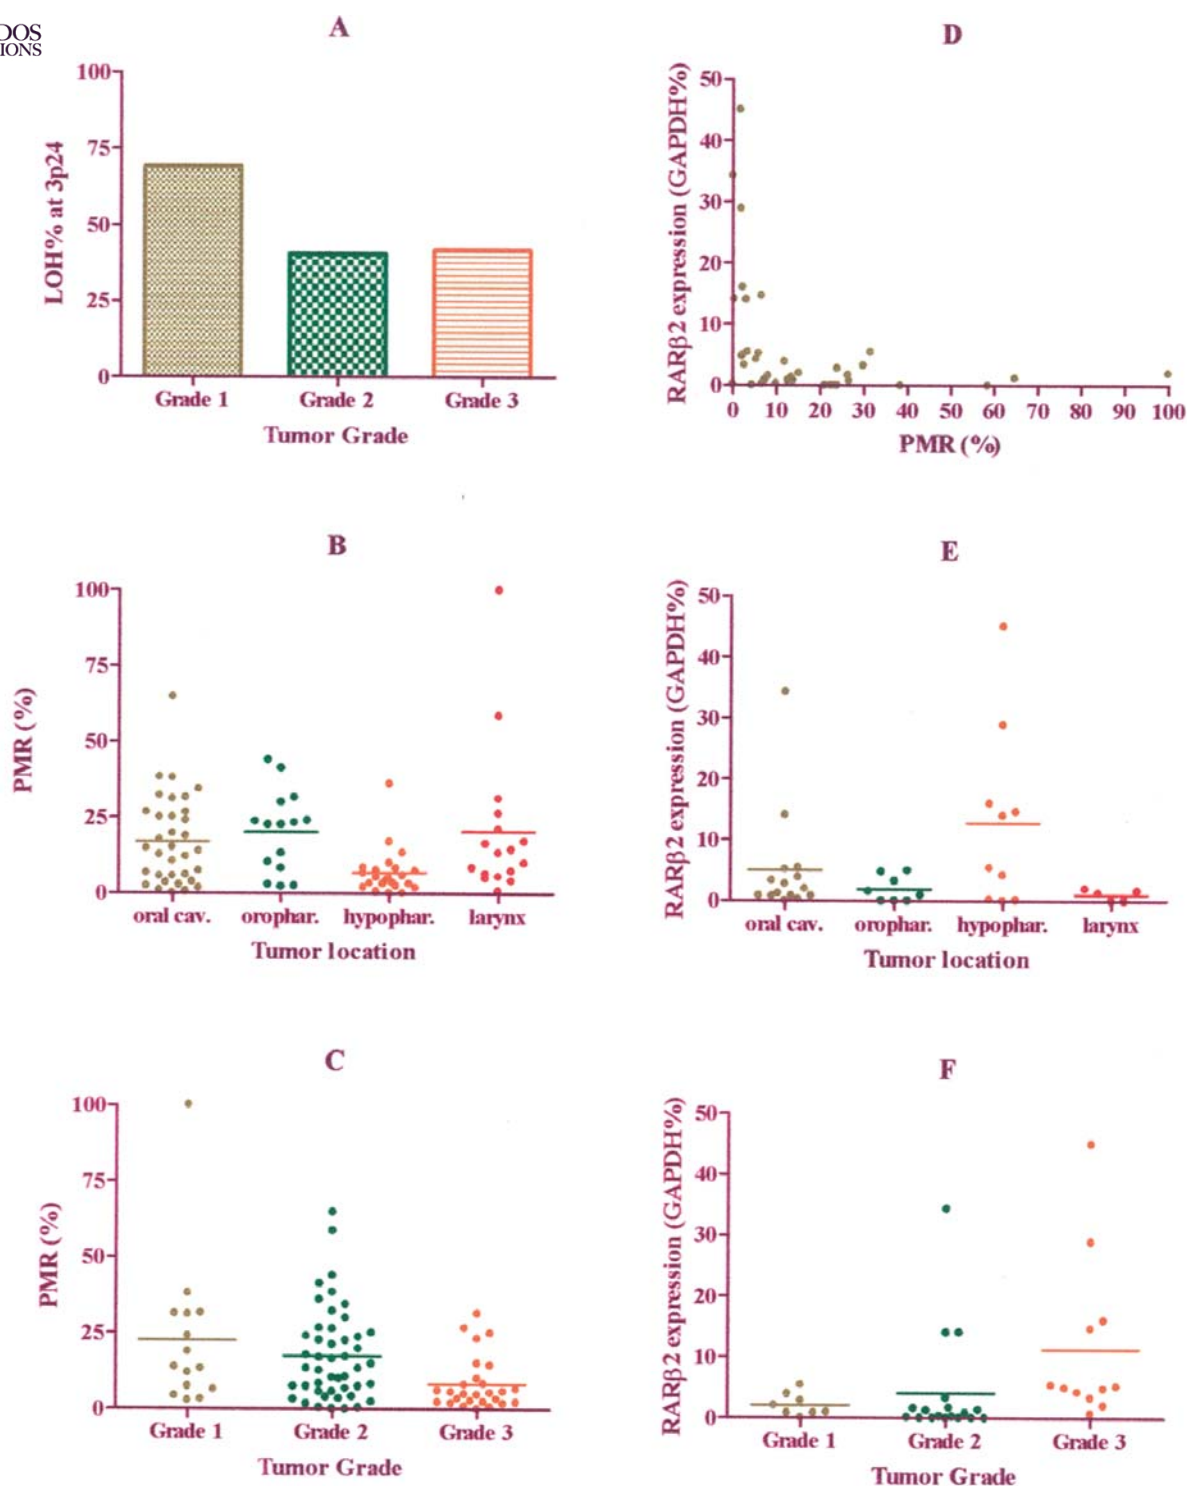 DOS
IONS
A
LOH% at 3p24
100
75
50
25
0
Grade 1 Grade 2 Grade 3
Tumor Grade
D
RARβ2 expression (GAPDH%)
50
40
30
20
10
0
0 10 20 30 40 50 60 70 80 90 100
PMR (%)
B
PMR (%)
100
75
50
25
0
oral cav. orophar. hypophar. larynx
Tumor location
E
RARβ2 expression (GAPDH%)
50
40
30
20
10
0
oral cav. orophar. hypophar. larynx
Tumor location
C
PMR (%)
100
75
50
25
0
Grade 1 Grade 2 Grade 3
Tumor Grade
F
RARβ2 expression (GAPDH%)
50
40
30
20
10
0
Grade 1 Grade 2 Grade 3
Tumor Grade